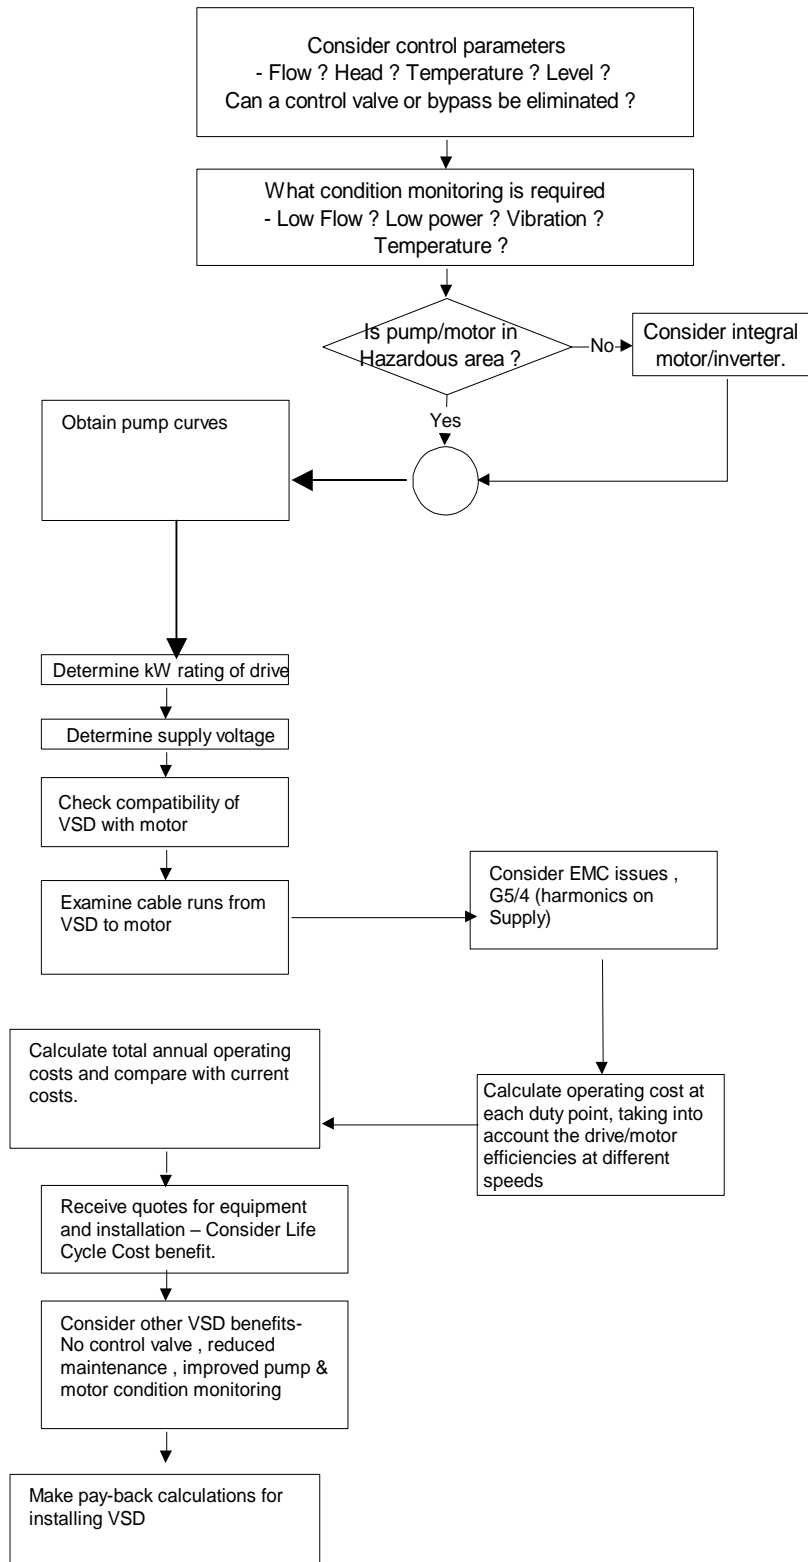 Consider control parameters
- Flow ? Head ? Temperature ? Level ?
Can a control valve or bypass be eliminated ?
What condition monitoring is required
- Low Flow ? Low power ? Vibration ?
Temperature ?
Is pump/motor in
Hazardous area ?
No
Consider integral
motor/inverter.
Yes
Obtain pump curves
Determine kW rating of drive
Determine supply voltage
Check compatibility of
VSD with motor
Examine cable runs from
VSD to motor
Consider EMC issues ,
G5/4 (harmonics on
Supply)
Calculate operating cost at
each duty point, taking into
account the drive/motor
efficiencies at different
speeds
Calculate total annual operating
costs and compare with current
costs.
Receive quotes for equipment
and installation – Consider Life
Cycle Cost benefit.
Consider other VSD benefits-
No control valve , reduced
maintenance , improved pump &
motor condition monitoring
Make pay-back calculations for
installing VSD